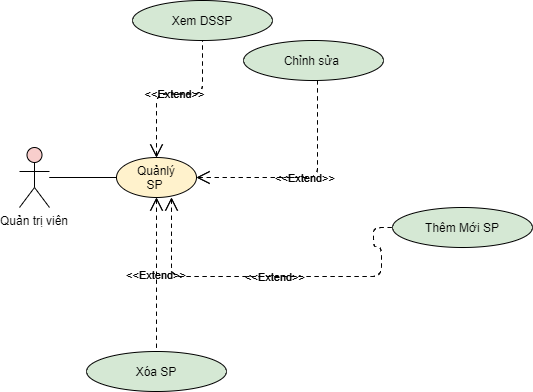 Xem DSSP
Chỉnh sửa
<<Extend>>
Quảnlý
SP
<<Extend>>
Quản trị viên
Thêm Mới SP
<<Extend>>
<<Extend>>
Xóa SP